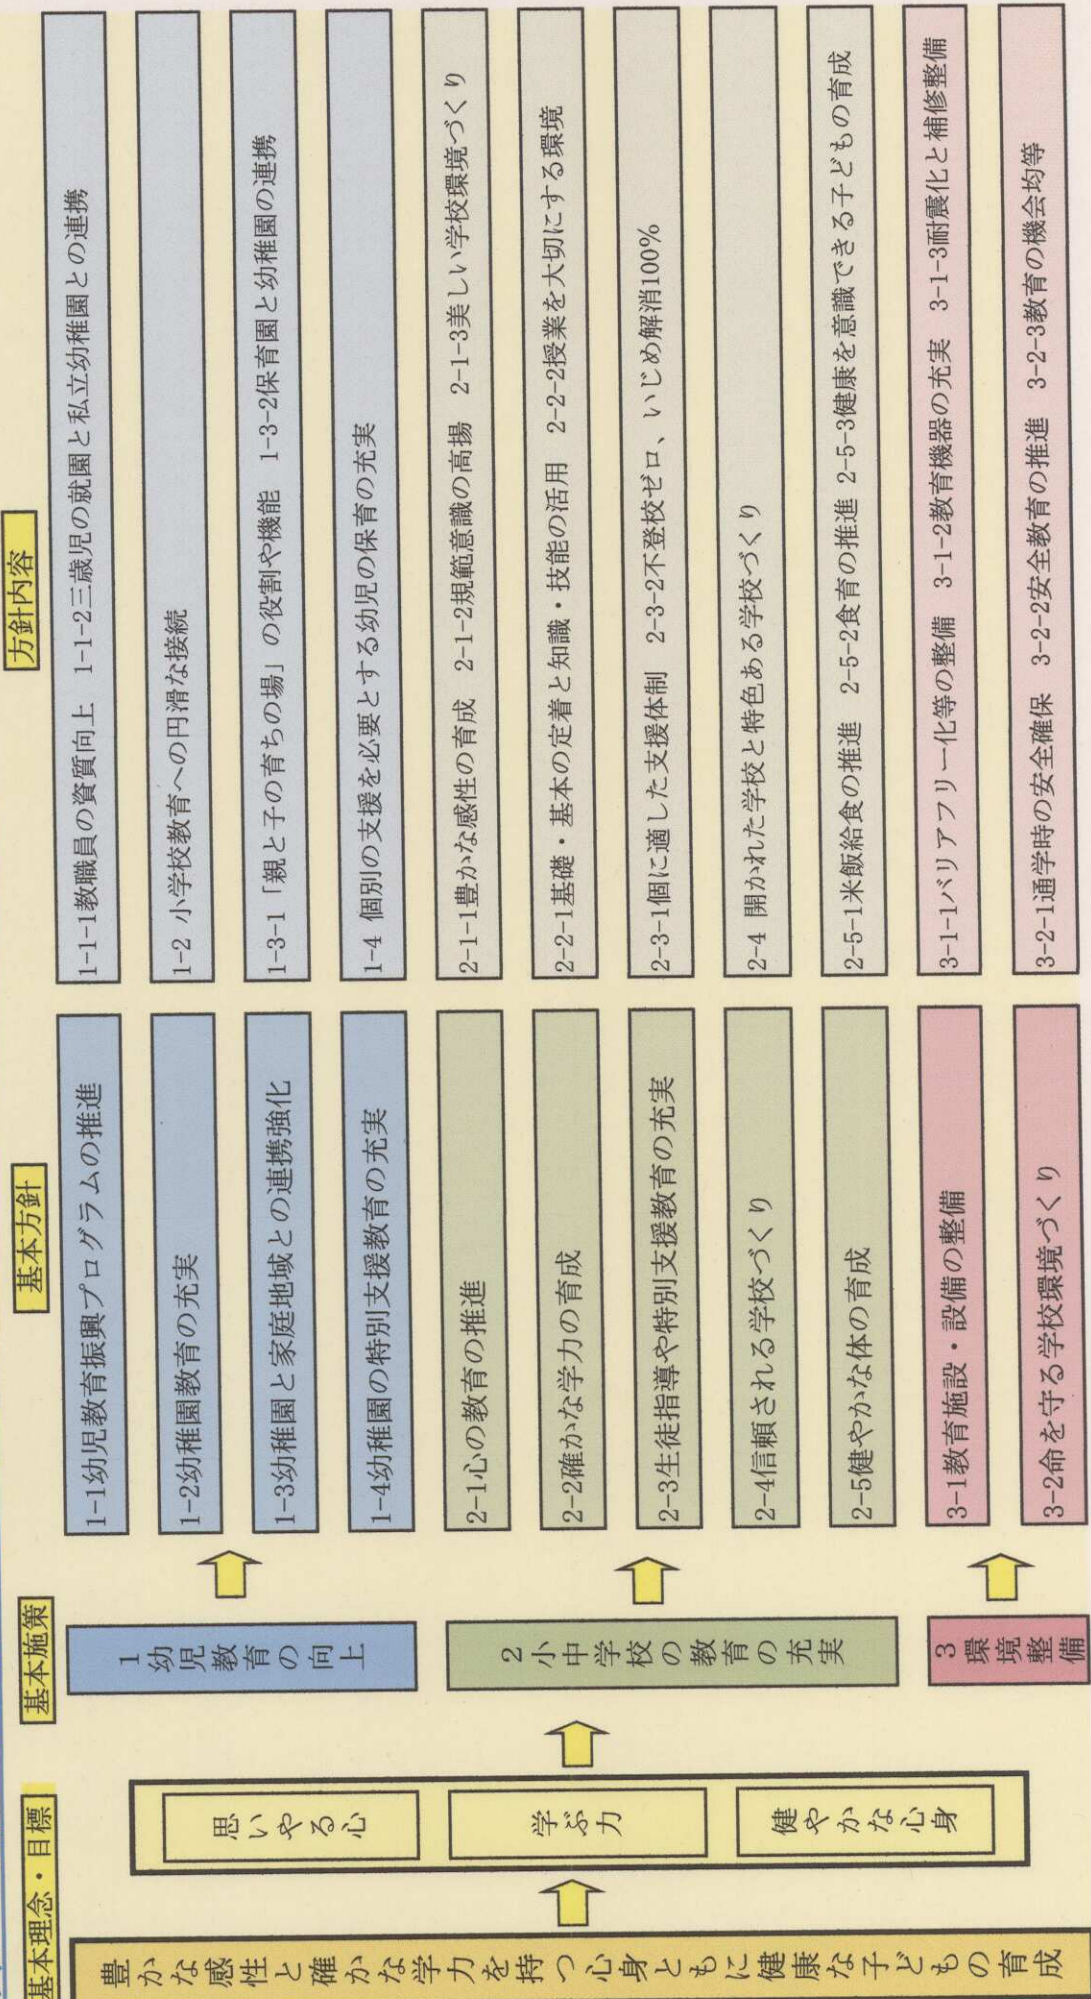 基本理念・目標
豊かな感性と確かな学力を持つ心身ともに健康な子どもの育成
思いやる心
学ぶ力
健やかな心身
基本施策
1 幼児教育の向上
2 小中学校の教育の充実
3 環境整備
基本方針
1-1幼児教育振興プログラムの推進
1-2幼稚園教育の充実
1-3幼稚園と家庭地域との連携強化
1-4幼稚園の特別支援教育の充実
2-1心の教育の推進
2-2確かな学力の育成
2-3生徒指導や特別支援教育の充実
2-4信頼される学校づくり
2-5健やかな体の育成
3-1教育施設・設備の整備
3-2命を守る学校環境づくり
方針内容
1-1-1教職員の資質向上 1-1-2三歳児の就園と私立幼稚園との連携
1-2 小学校教育への円滑な接続
1-3-1「親と子の育ちの場」の役割や機能 1-3-2保育園と幼稚園の連携
1-4 個別の支援を必要とする幼児の保育の充実
2-1-1豊かな感性の育成 2-1-2規範意識の高揚 2-1-3美しい学校環境づくり
2-2-1基礎・基本の定着と知識・技能の活用 2-2-2授業を大切にする環境
2-3-1個に適した支援体制 2-3-2不登校ゼロ、いじめ解消100%
2-4 開かれた学校と特色ある学校づくり
2-5-1米飯給食の推進 2-5-2食育の推進 2-5-3健康を意識できる子どもの育成
3-1-1バリアフリー化等の整備 3-1-2教育機器の充実 3-1-3耐震化と補修整備
3-2-1通学時の安全確保 3-2-2安全教育の推進 3-2-3教育の機会均等